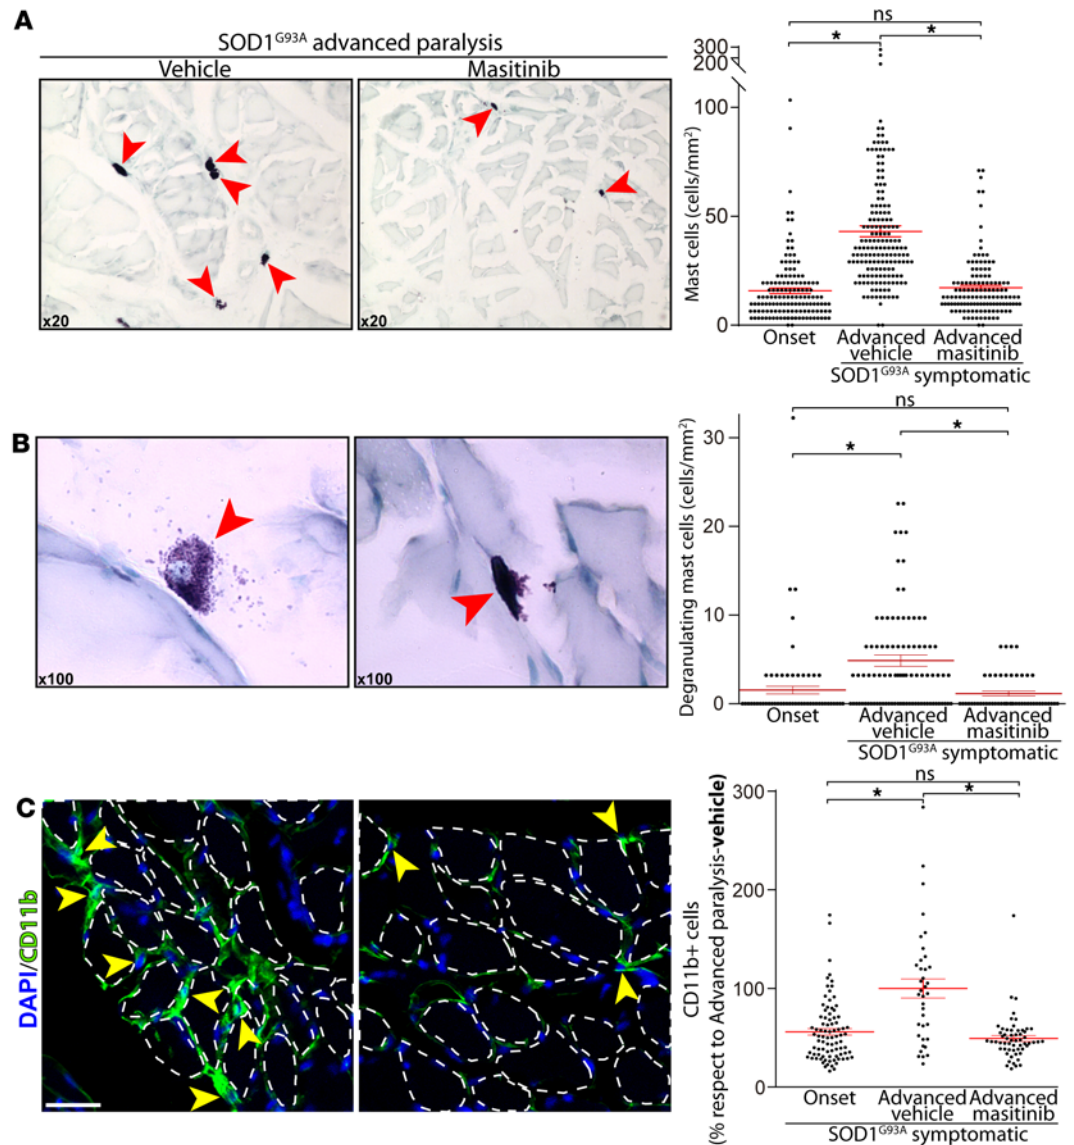 A
SOD1G93A advanced paralysis
Vehicle
Masitinib
x20
x20
Mast cells (cells/mm2)
300
200
100
50
0
ns
*
*
Onset
Advanced vehicle
Advanced masitinib
SOD1G93A symptomatic
B
x100
x100
Degranulating mast cells (cells/mm2)
30
20
10
0
ns
*
*
Onset
Advanced vehicle
Advanced masitinib
SOD1G93A symptomatic
C
DAPI/CD11b
CD11b+ cells
(% respect to Advanced paralysis-vehicle)
300
200
100
0
ns
*
*
Onset
Advanced vehicle
Advanced masitinib
SOD1G93A symptomatic